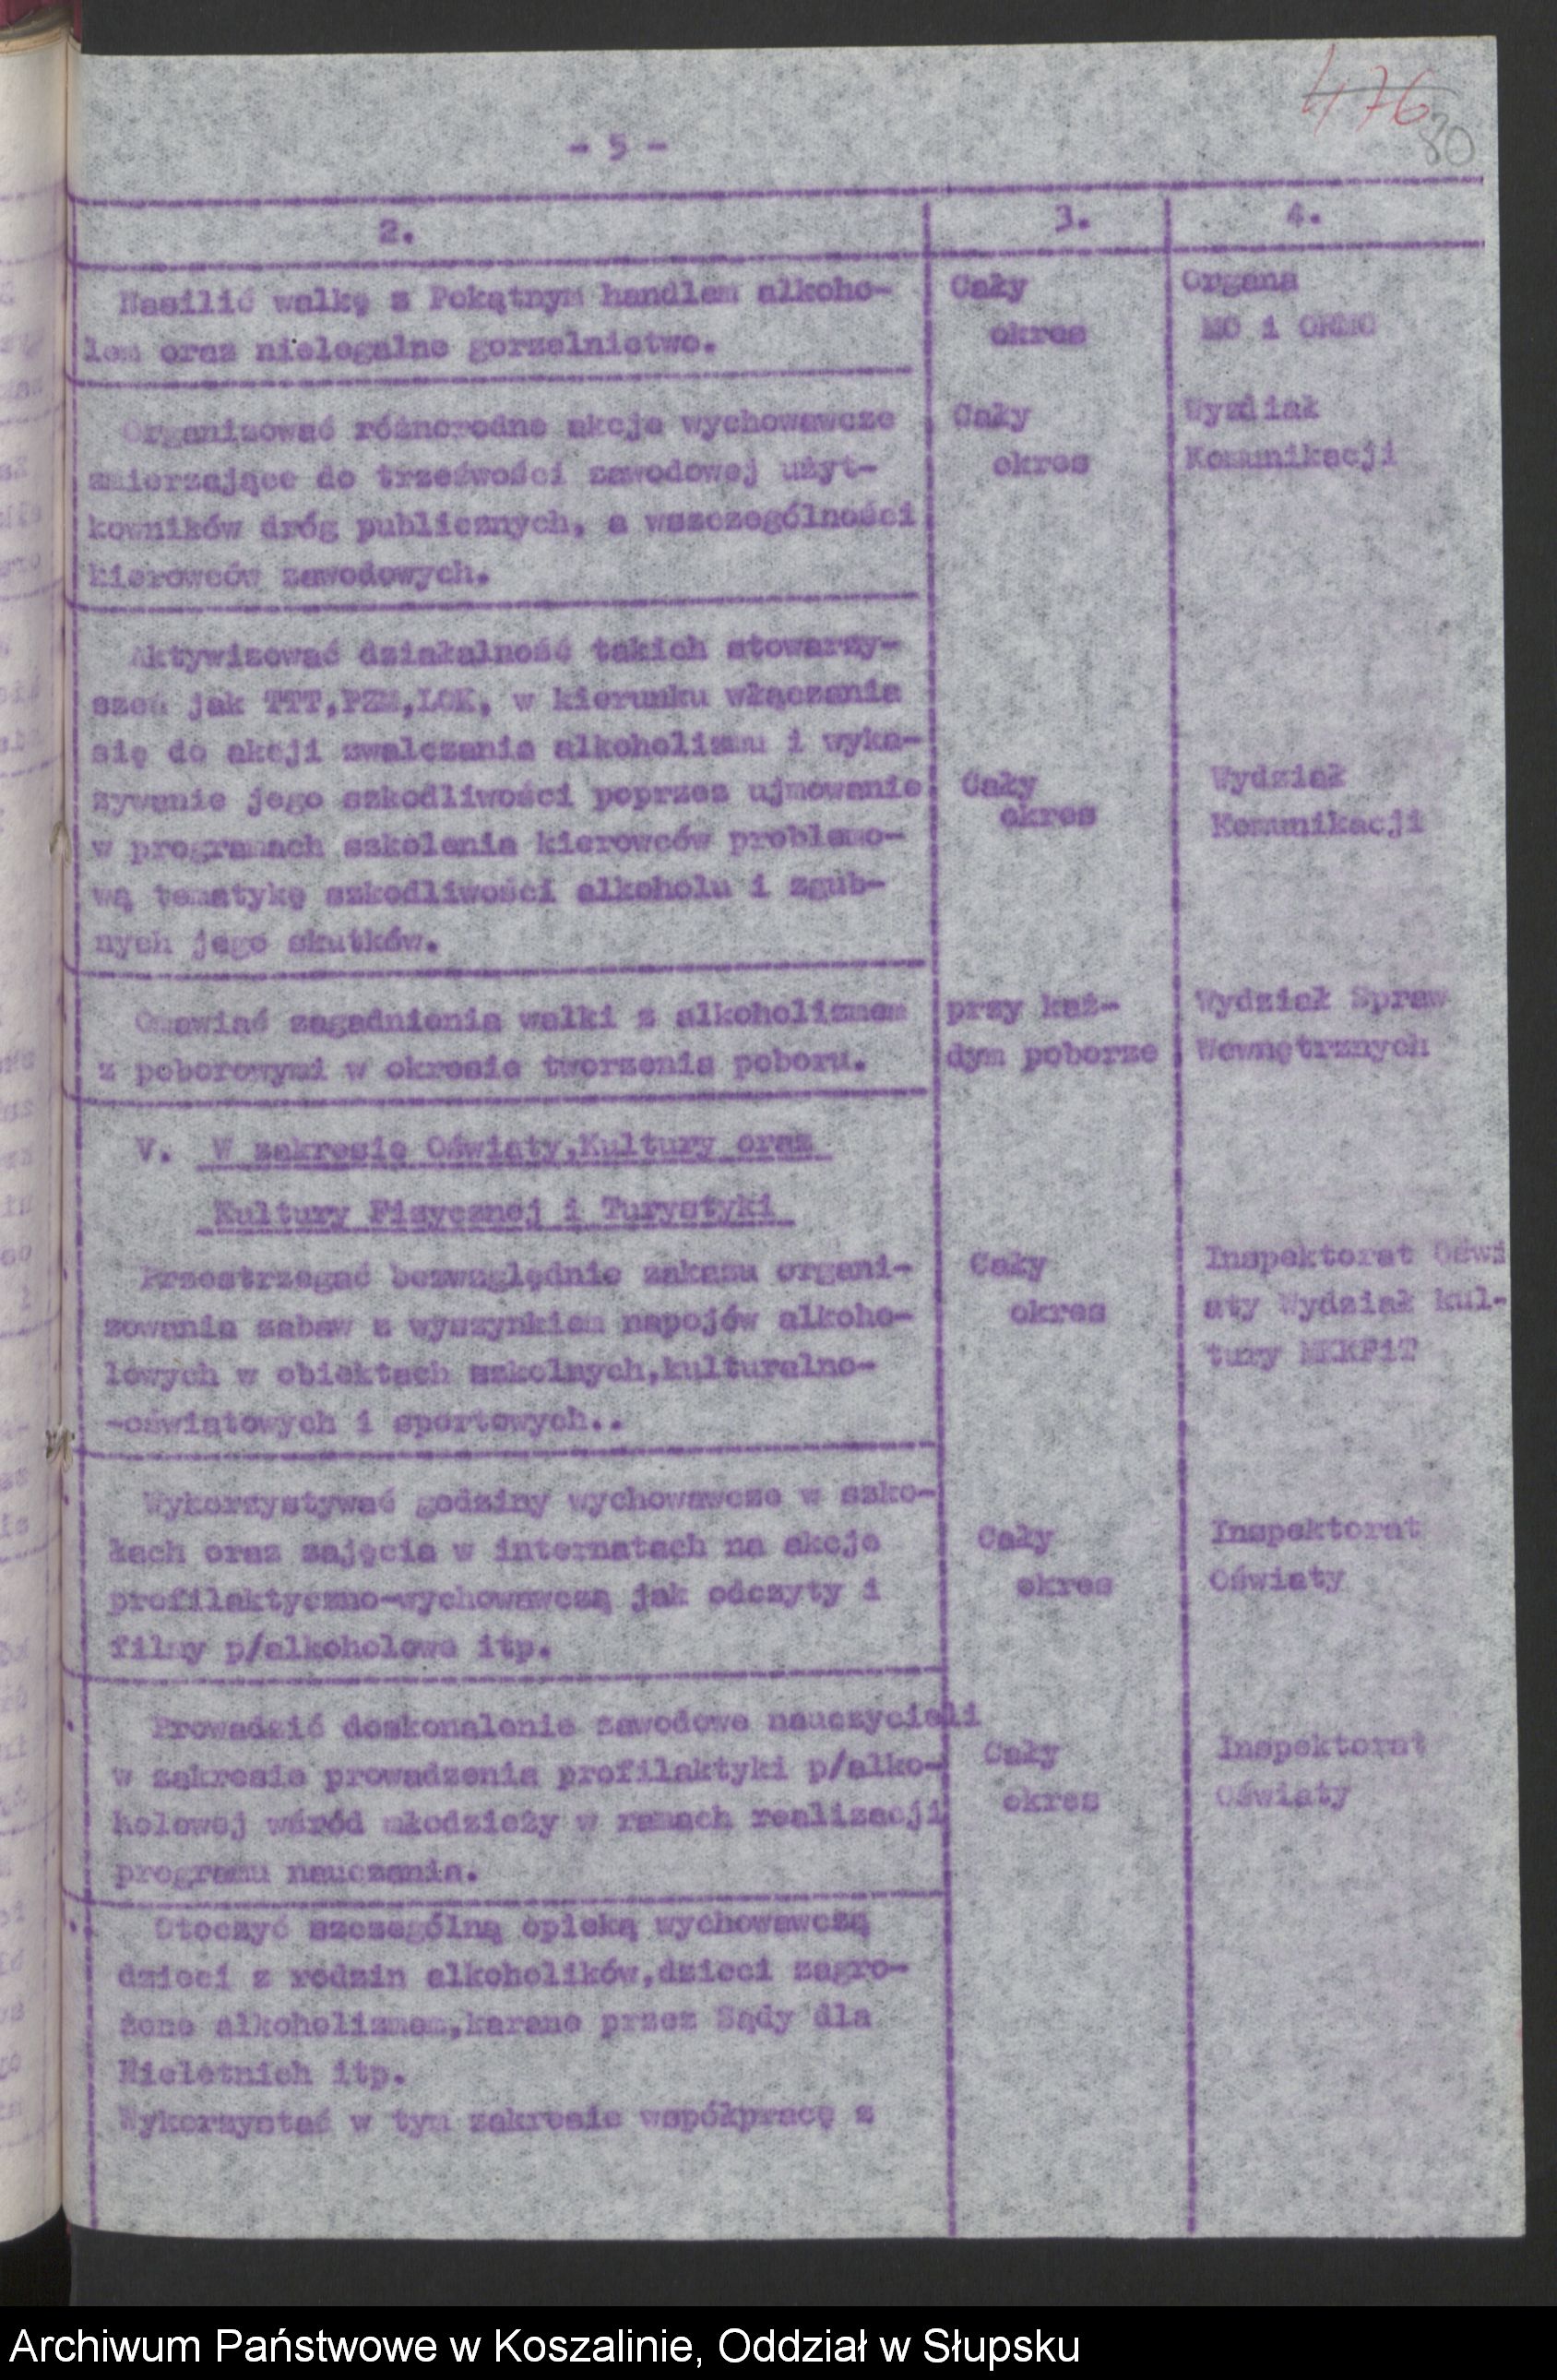 476
80
- 5 -
2. 3. 4.
Nasilić walkę z Pokątnym handlem alkoho-
lem oraz nielegalne gorzelnictwo.
Cały
okres
Organa
MO i ORMO
Organizować różnorodne akcje wychowawcze
zmierzające do trzeźwości zawodowej użyt-
kowników dróg publicznych, a wszczególności
kierowców zawodowych.
Cały
okres
Wyzdiał
Komunikacji
Aktywizować działalność takich stowarzy-
szeń jak TTT,PZM,LOK, w kierunku włączania
się do akcji zwalczania alkoholizmu i wyka-
zywanie jego szkodliwości poprzez ujmowanie
w programach szkolenia kierowców problemo-
wą tematykę szkodliwości alkoholu i zgub-
nych jego skutków.
Cały
okres
Wydział
Komunikacji
Omawiać zagadnienia walki z alkoholizmem
z poborowymi w okresie tworzenia poboru.
przy każ-
dym poborze
Wydział Spraw
Wewnętrznych
V. W zakresie Oświaty,Kultury oraz
Kultury Fizycznej i Turystyki
Przestrzegać bezwzględnie zakazu organi-
zowania zabaw z wyszynkiem napojów alkoho-
lowych w obiektach szkolnych,kulturalno-
-oświatowych i sportowych..
Cały
okres
Inspektorat Oświ
aty Wydział kul-
tury MKKFiT
Wykorzystywać godziny wychowawcze w szko-
łach oraz zajęcia w internatach na akcje
profilaktyczno-wychowawczą jak odczyty i
filmy p/alkoholowe itp.
Cały
okres
Inspektorat
Oświaty
Prowadzić doskonalenie zawodowe nauczycieli
w zakresie prowadzenia profilaktyki p/alko-
holowej wśród młodzieży w ramach realizacji
programu nauczania.
Cały
okres
Inspektorat
Oświaty
Otoczyć szczególną opieką wychowawczą
dzieci z rodzin alkoholików,dzieci zagro-
żone alkoholizmem,karane przez Sądy dla
Nieletnich itp.
Wykorzystać w tym zakresie współpracę z
Archiwum Państwowe w Koszalinie, Oddział w Słupsku